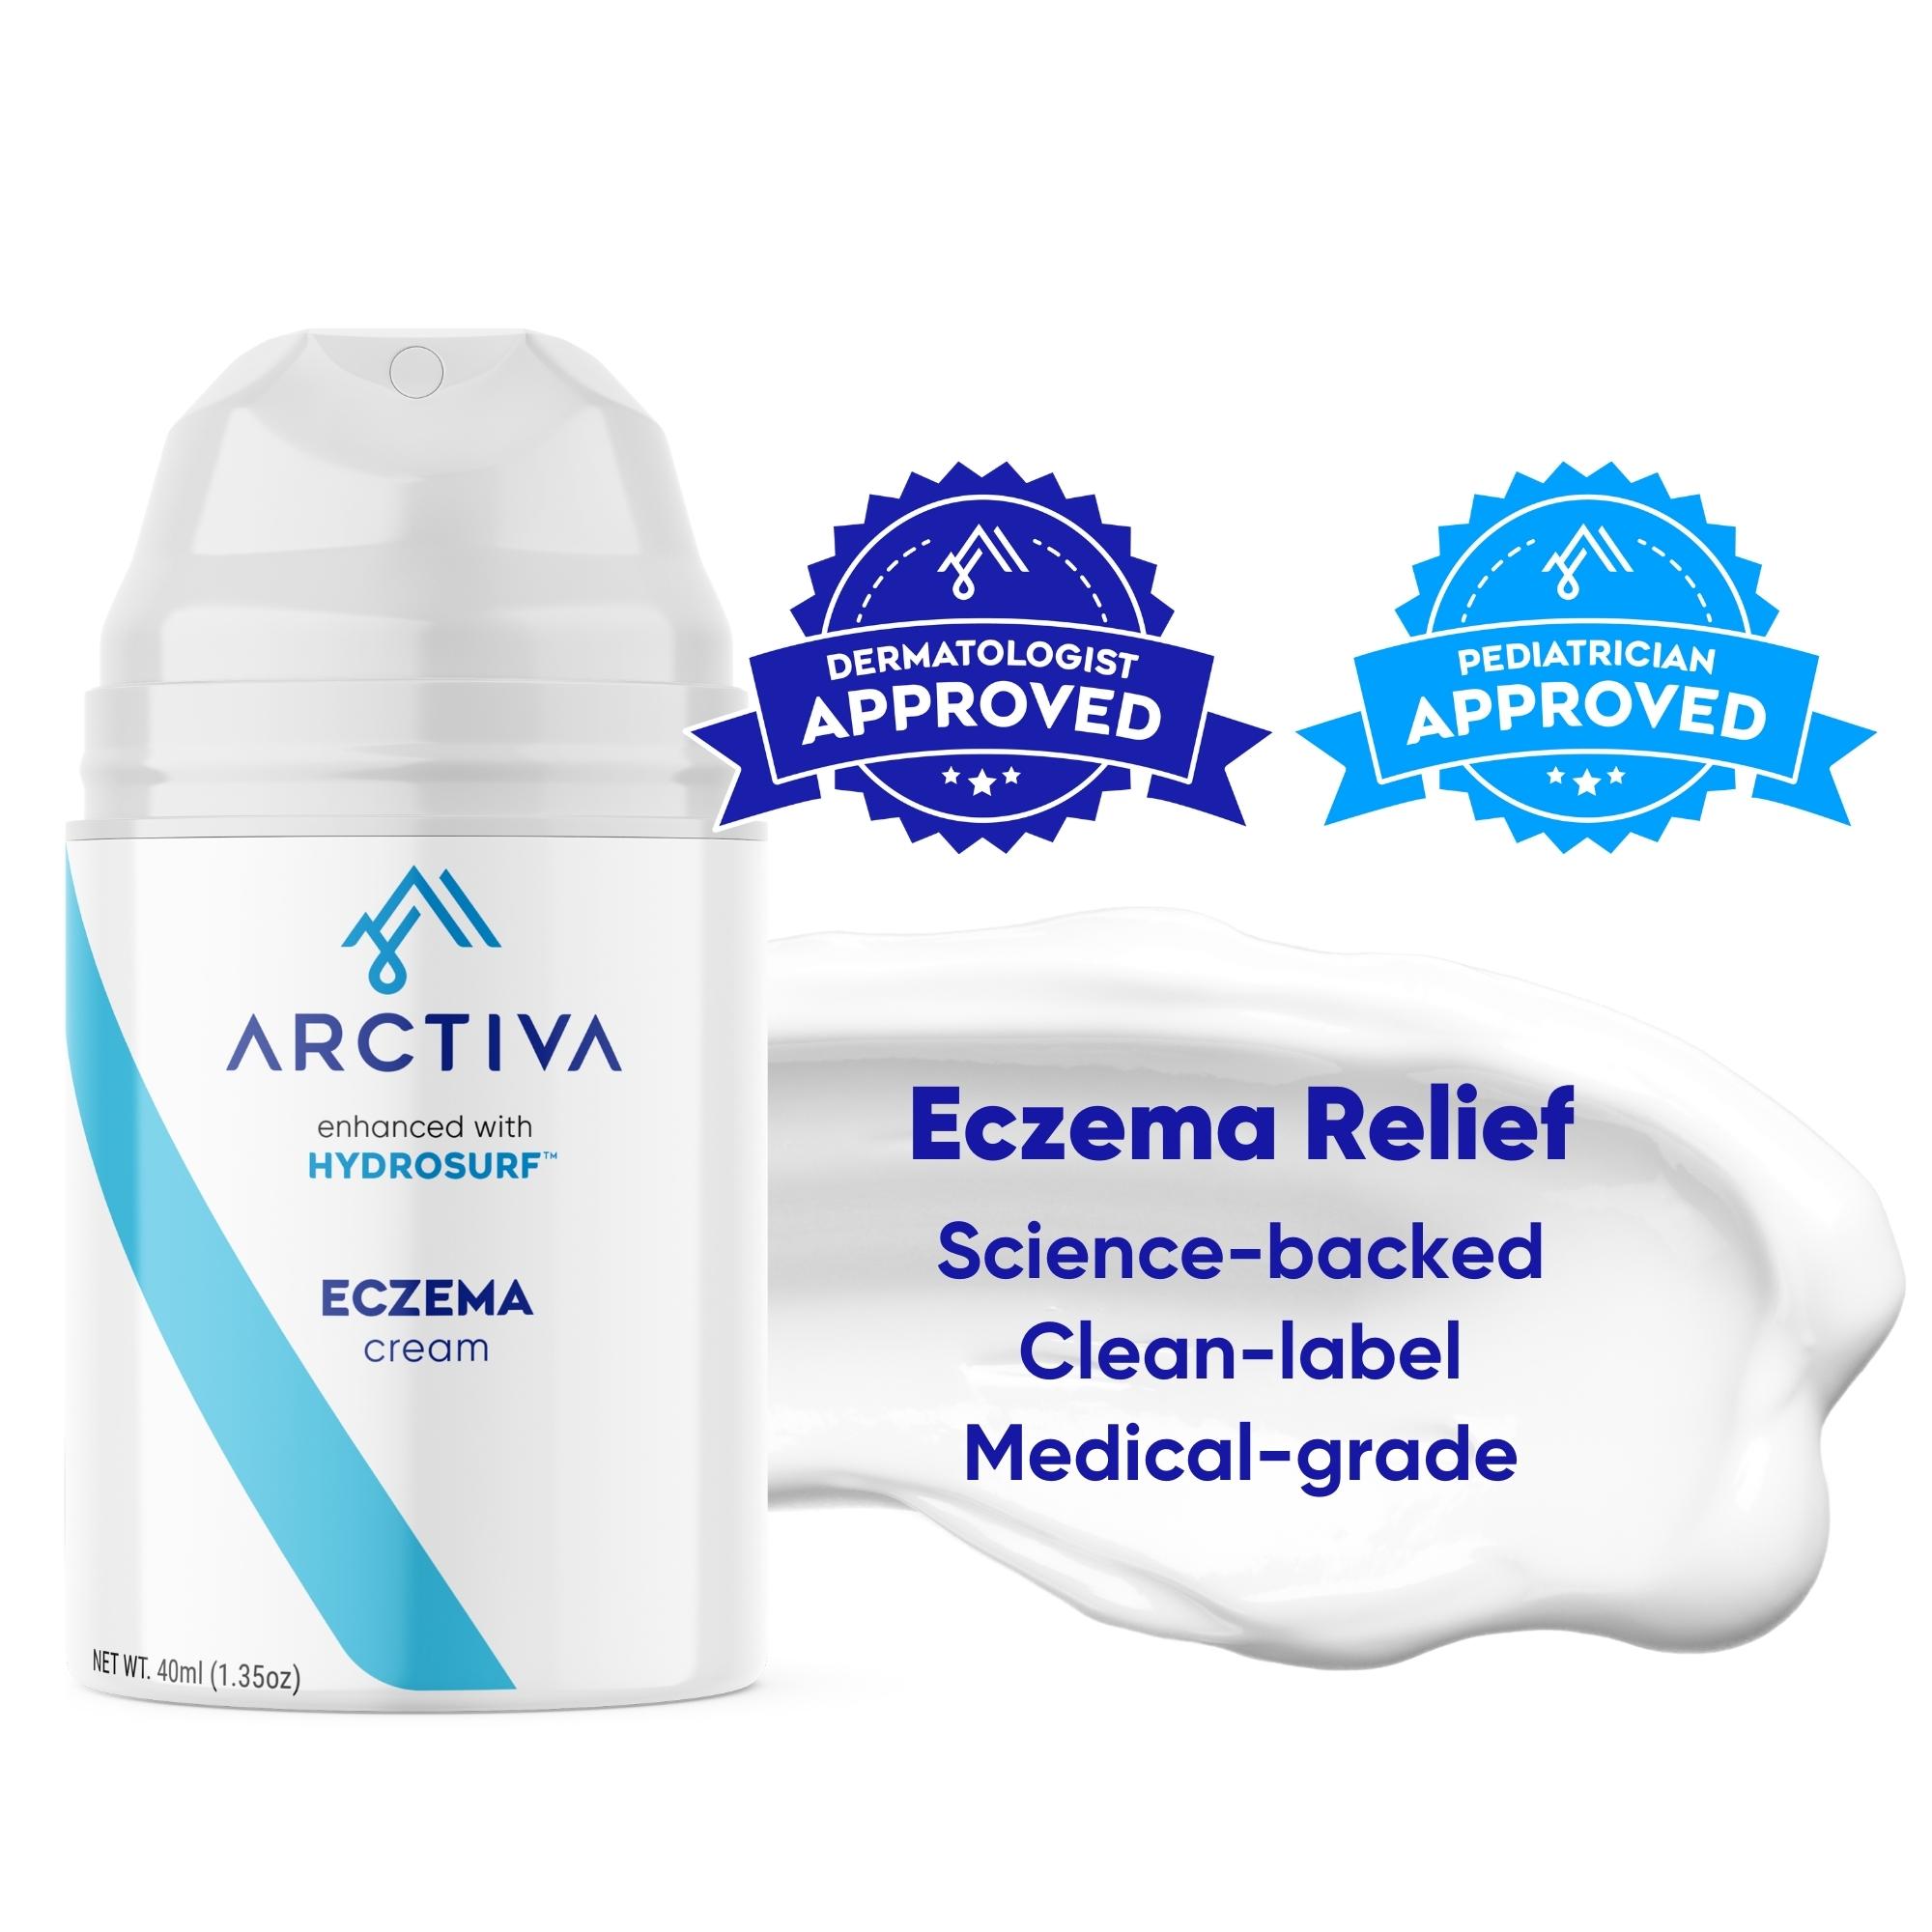 ARCTIVA
enhanced with
HYDROSURF™
ECZEMA
cream
NET WT. 40ml (1.35oz)
DERMATOLOGIST
APPROVED
PEDIATRICIAN
APPROVED
Eczema Relief
Science-backed
Clean-label
Medical-grade